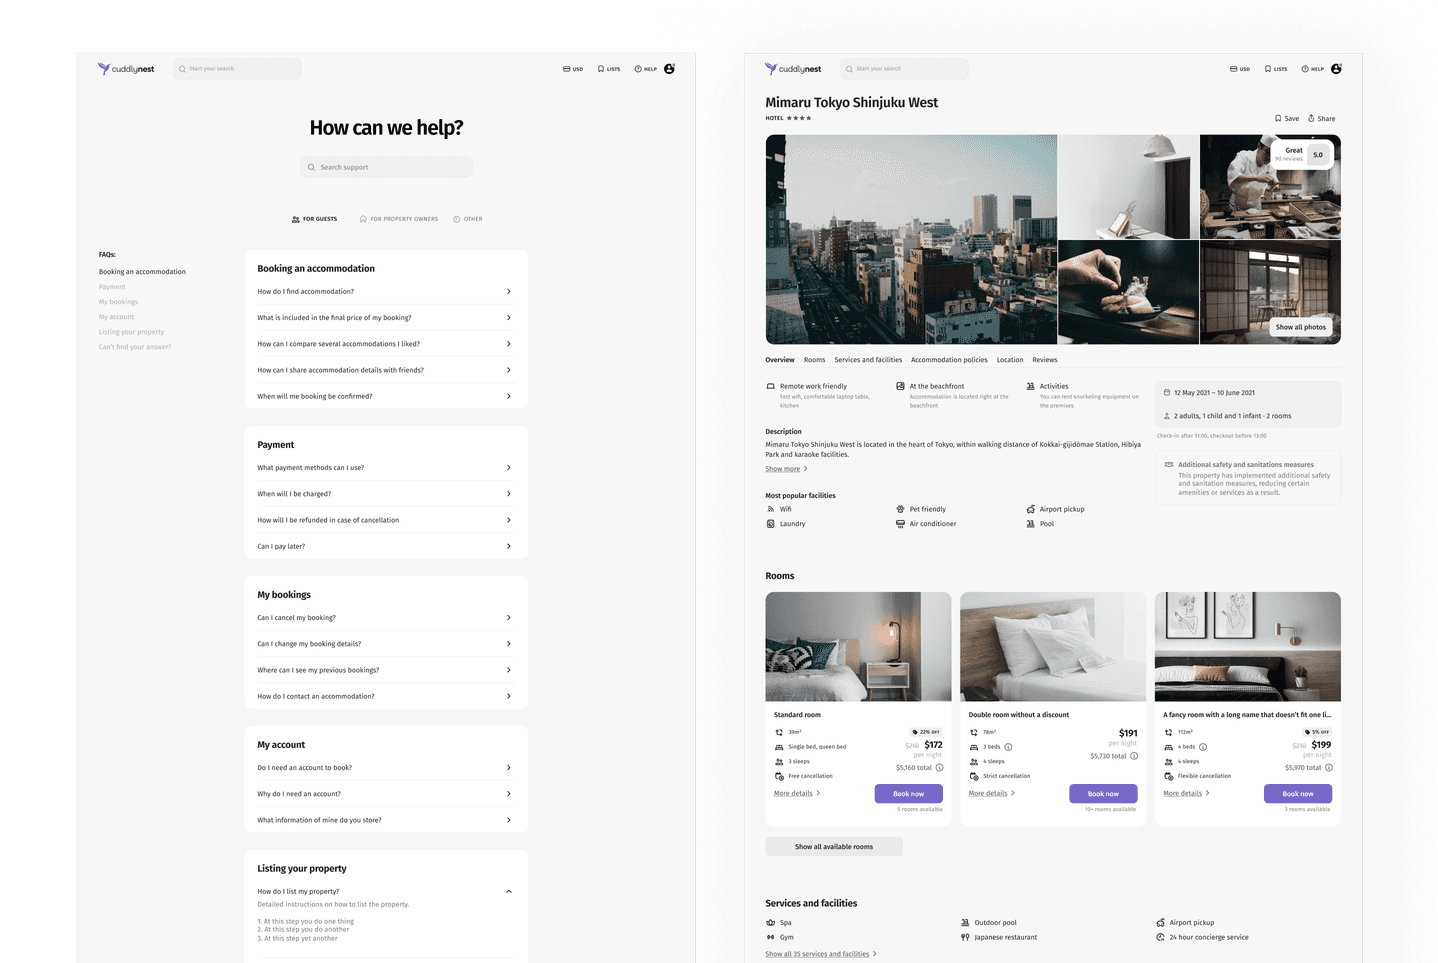 cuddlynest
Start your search
USD
LISTS
HELP
How can we help?
Search support
FOR GUESTS
FOR PROPERTY OWNERS
OTHER
FAQs:
Booking an accommodation
Payment
My bookings
My account
Listing your property
Can't find your answer?
Booking an accommodation
How do I find accommodation?
What is included in the final price of my booking?
How can I compare several accommodations I liked?
How can I share accommodation details with friends?
When will me booking be confirmed?
Payment
What payment methods can I use?
When will I be charged?
How will I be refunded in case of cancellation
Can I pay later?
My bookings
Can I cancel my booking?
Can I change my booking details?
Where can I see my previous bookings?
How do I contact an accommodation?
My account
Do I need an account to book?
Why do I need an account?
What information of mine do you store?
Listing your property
How do I list my property?
Detailed instructions on how to list the property.
1. At this step you do one thing
2. At this step you do another
3. At this step yet another
cuddlynest
Start your search
USD
LISTS
HELP
Mimaru Tokyo Shinjuku West
HOTEL ★★★★
Save
Share
Great
90 reviews
5.0
Show all photos
Overview
Rooms
Services and facilities
Accommodation policies
Location
Reviews
Remote work friendly
Fast wifi, comfortable laptop table,
kitchen
At the beachfront
Accommodation is located right at the
beachfront
Activities
You can rent snorkeling equipment on
the premises
12 May 2021 – 10 June 2021
2 adults, 1 child and 1 infant · 2 rooms
Check-in after 11:00, checkout before 13:00
Additional safety and sanitations measures
This property has implemented additional safety
and sanitation measures, reducing certain
amenities or services as a result.
Description
Mimaru Tokyo Shinjuku West is located in the heart of Tokyo, within walking distance of Kokkai-gijidōmae Station, Hibiya
Park and karaoke facilities.
Show more
Most popular facilities
Wifi
Pet friendly
Airport pickup
Laundry
Air conditioner
Pool
Rooms
Standard room
39m²
Single bed, queen bed
3 sleeps
Free cancellation
More details
22% OFF
$210 $172
per night
$5,160 total
Book now
5 rooms available
Double room without a discount
76m²
3 beds
4 sleeps
Strict cancellation
More details
$191
per night
$5,730 total
Book now
10+ rooms available
A fancy room with a long name that doesn't fit one li...
112m²
4 beds
4 sleeps
Flexible cancellation
More details
5% OFF
$210 $199
per night
$5,970 total
Book now
3 rooms available
Show all available rooms
Services and facilities
Spa
Outdoor pool
Airport pickup
Gym
Japanese restaurant
24 hour concierge service
Show all 35 services and facilities